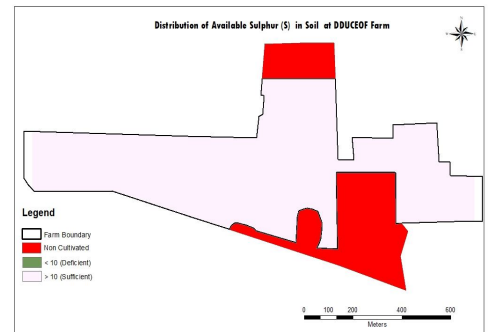 Distribution of Available Sulphur (S) in Soil at DDUCEOF Farm
Legend
Farm Boundary
Non Cultivated
< 10 (Deficient)
> 10 (Sufficient)
0 100 200 400 600
Meters